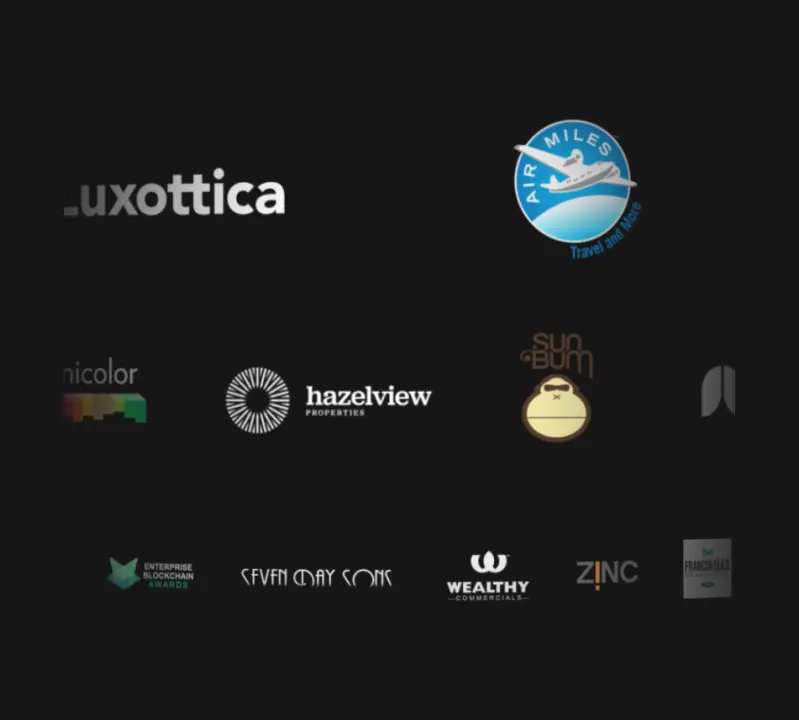 Luxottica
AIR MILES
Travel and More
nicolor
hazelview
PROPERTIES
SUN
BUM
ENTERPRISE
BLOCKCHAIN
AWARDS
SEVEN DAY SONS
WEALTHY
COMMERCIALS
Z!NC